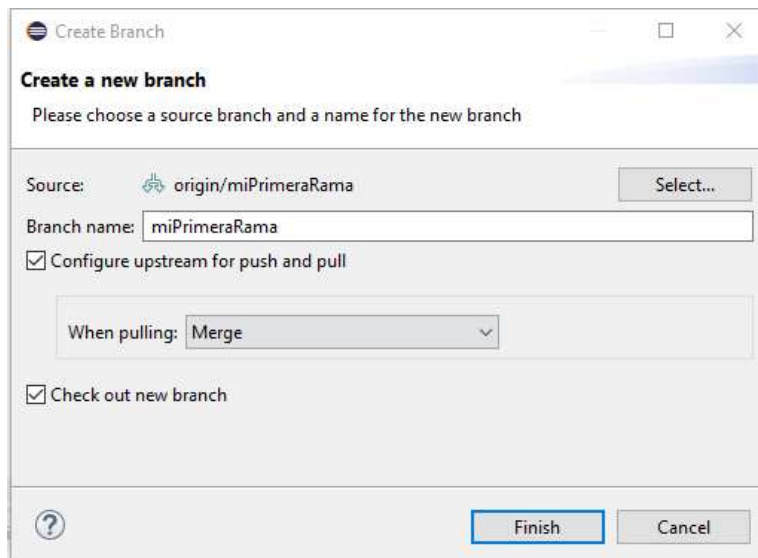 Create Branch
Create a new branch
Please choose a source branch and a name for the new branch
Source: origin/miPrimeraRama Select...
Branch name: miPrimeraRama
Configure upstream for push and pull
When pulling: Merge
Check out new branch
? Finish Cancel